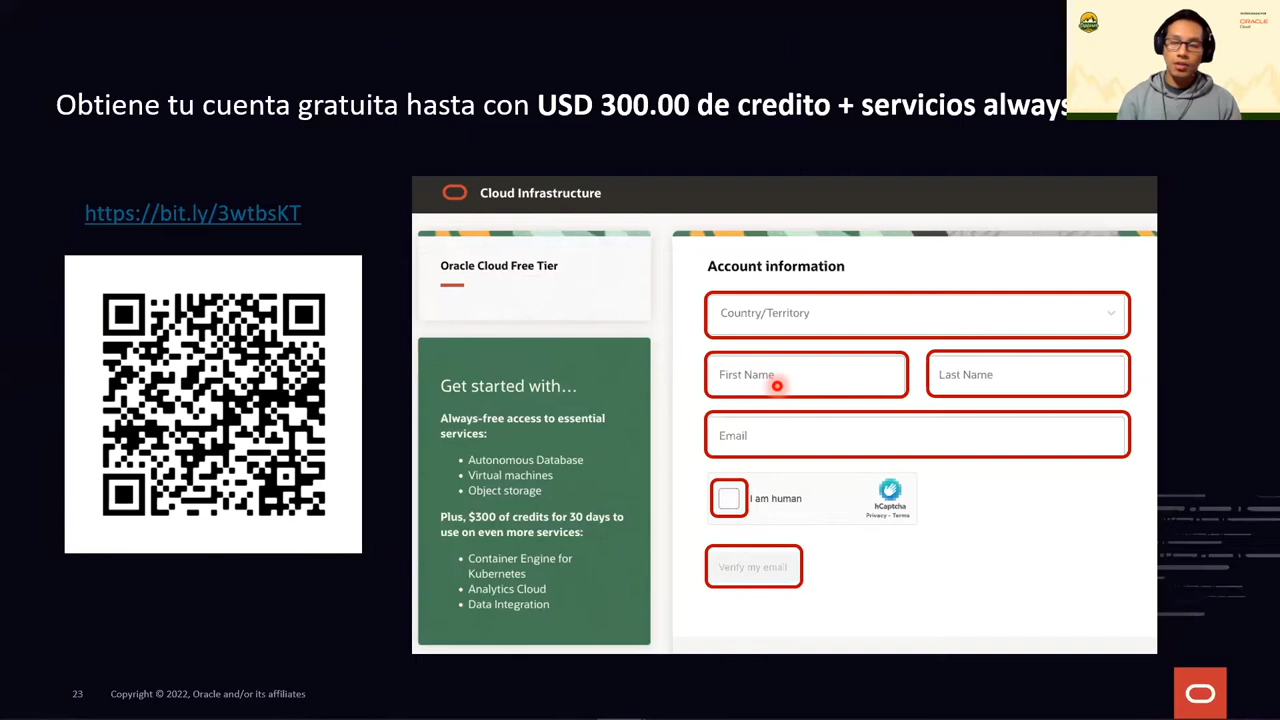 Obtiene tu cuenta gratuita hasta con USD 300.00 de credito + servicios always
https://bit.ly/3wtbsKT
Cloud Infrastructure
Oracle Cloud Free Tier
Get started with...
Always-free access to essential
services:
• Autonomous Database
• Virtual machines
• Object storage
Plus, $300 of credits for 30 days to
use on even more services:
• Container Engine for
Kubernetes
• Analytics Cloud
• Data Integration
Account information
Country/Territory
First Name
Last Name
Email
I am human
hCaptcha
Privacy - Terms
Verify my email
23
Copyright © 2022, Oracle and/or its affiliates
ORACLE
Cloud